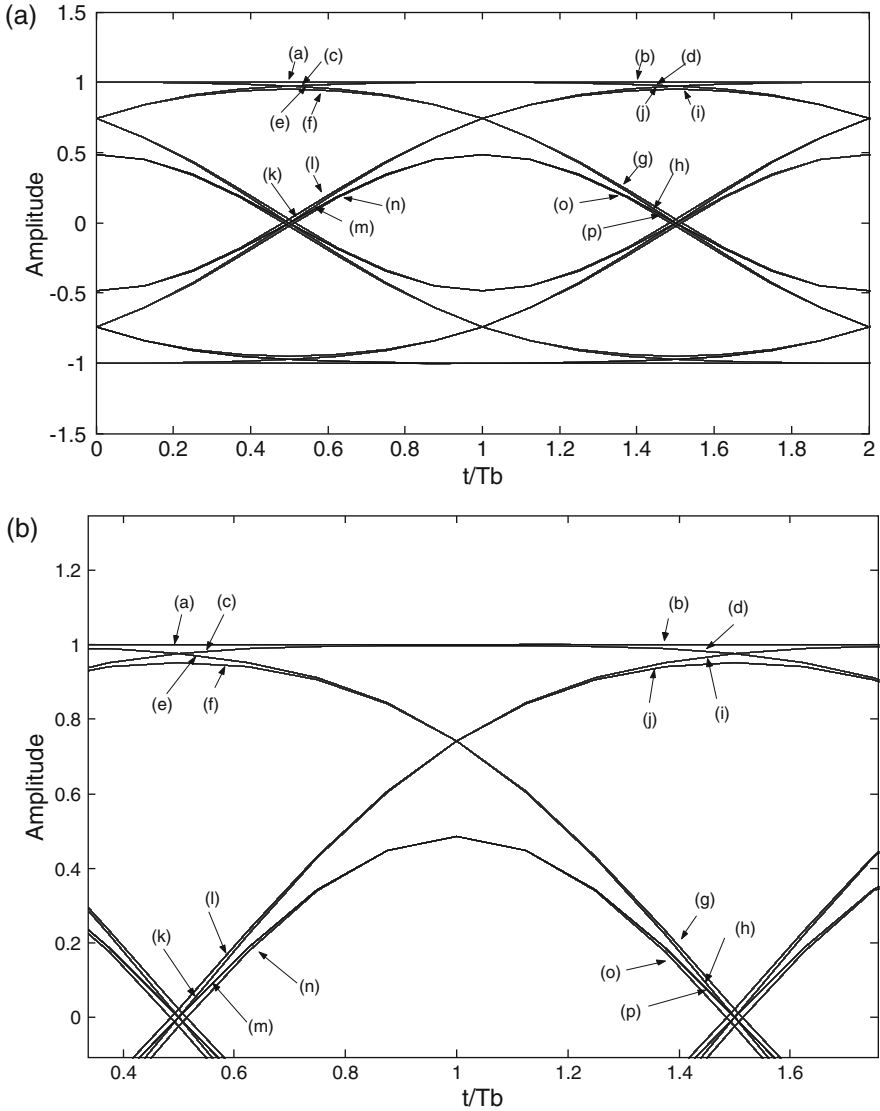 (a)
1.5
(a) (c) (b) (d)
1
(e) (f) (j) (i)
0.5
(k) (l) (n) (m) (g) (h) (o) (p)
0
-0.5
-1
-1.5
Amplitude
0 0.2 0.4 0.6 0.8 1 1.2 1.4 1.6 2
t/Tb
(b)
1.2
(a) (c) (b) (d)
1
(e) (f) (j) (i)
0.8
0.6
0.4
(l) (g)
0.2
(k) (h)
(n) (o)
(m) (p)
0
Amplitude
0.4 0.6 0.8 1 1.2 1.4 1.6
t/Tb